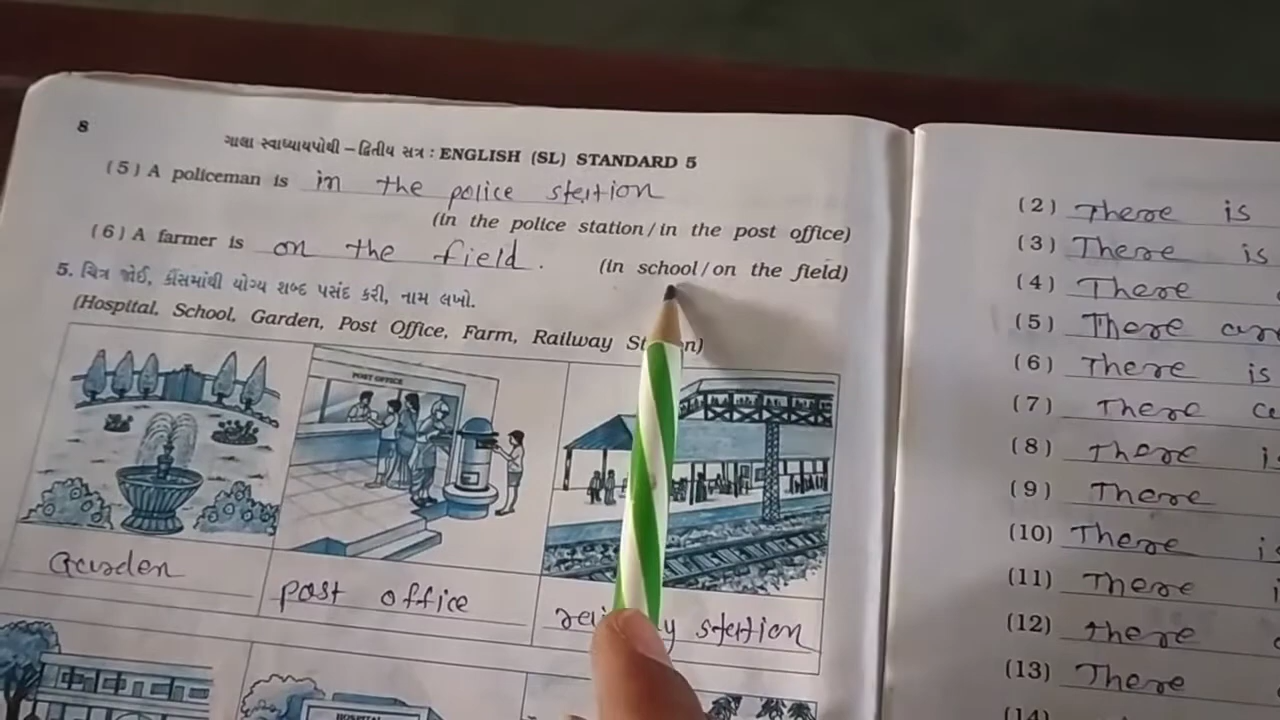 8
ગાલા સ્વાધ્યાયપોથી – દ્વિતીય સત્ર : ENGLISH (SL) STANDARD 5
(5) A policeman is in the police station
(in the police station/in the post office)
(6) A farmer is on the field.
(in school/on the field)
5. ચિત્ર જોઈ, કૌંસમાંથી યોગ્ય શબ્દ પસંદ કરી, નામ લખો.
(Hospital, School, Garden, Post Office, Farm, Railway St n)
POST OFFICE
Garden
post office
station
HOSPITAL
(2) There is
(3) There is
(4) There
(5) There
(6) There is
(7) There
(8) There
(9) There
(10) There
(11) There
(12) there
(13) There
(14)